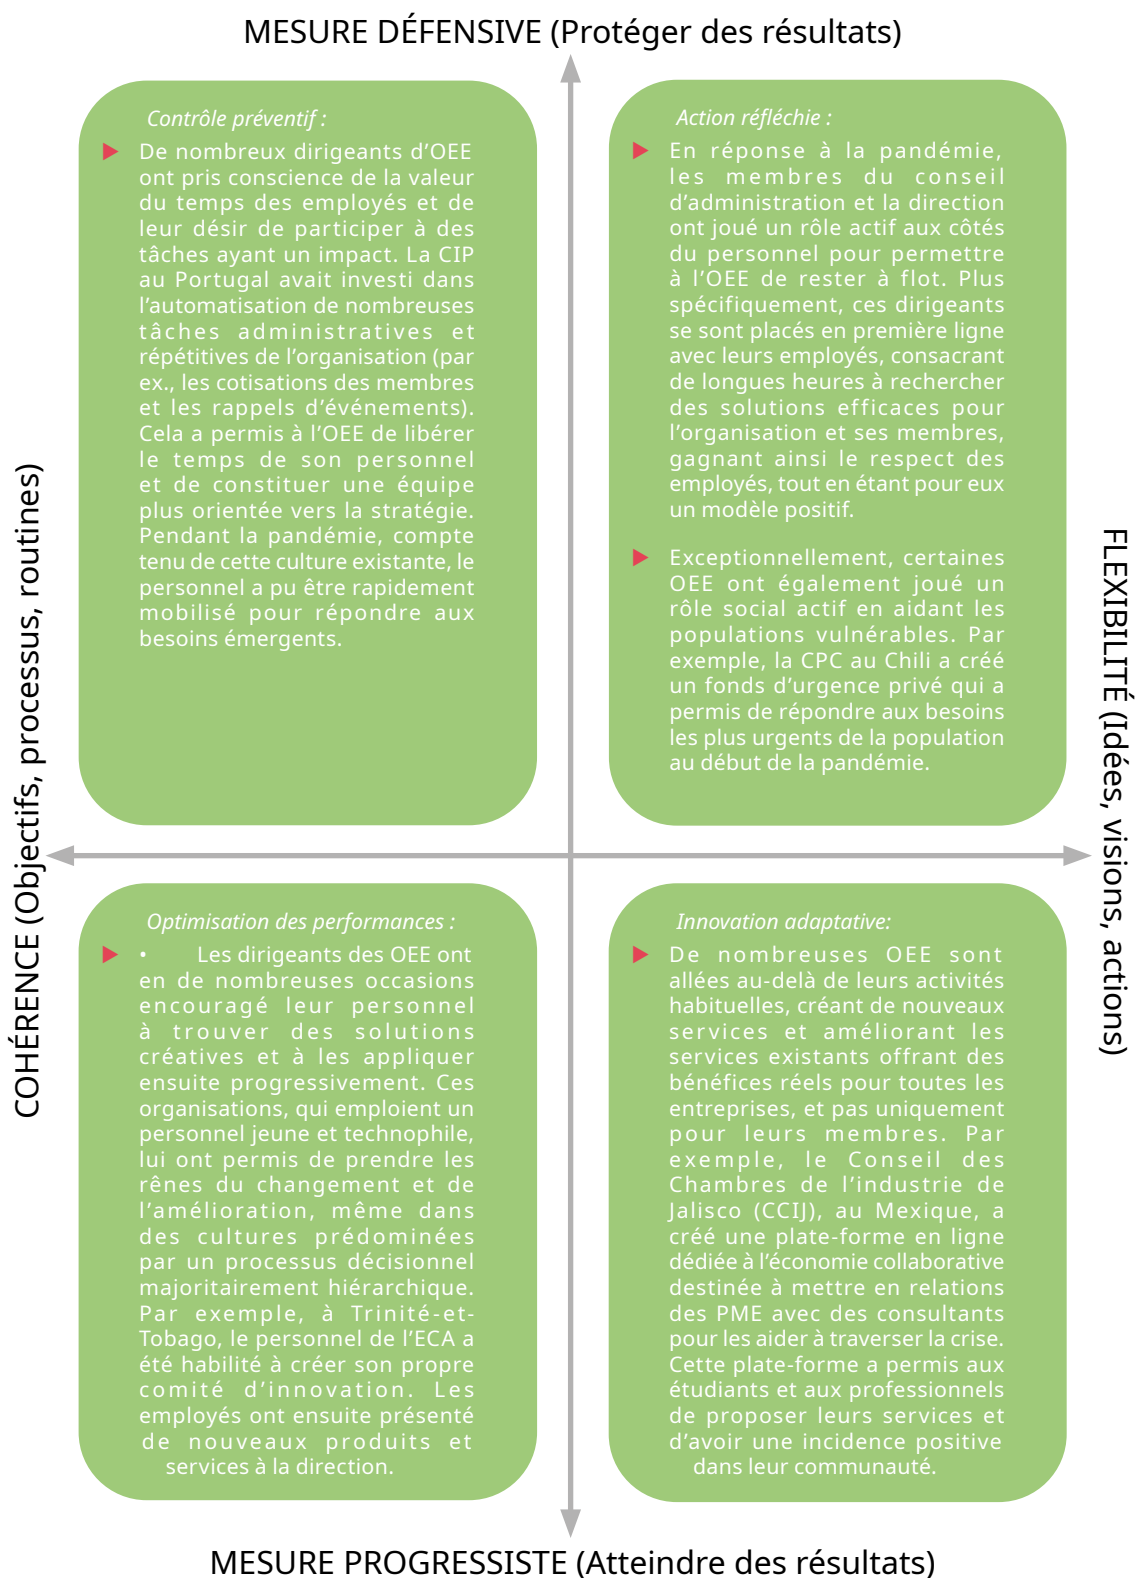 MESURE DÉFENSIVE (Protéger des résultats)
Contrôle préventif :
De nombreux dirigeants d’OEE
ont pris conscience de la valeur
du temps des employés et de
leur désir de participer à des
tâches ayant un impact. La CIP
au Portugal avait investi dans
l’automatisation de nombreuses
tâches administratives et
répétitives de l’organisation (par
ex., les cotisations des membres
et les rappels d’événements).
Cela a permis à l’OEE de libérer
le temps de son personnel
et de constituer une équipe
plus orientée vers la stratégie.
Pendant la pandémie, compte
tenu de cette culture existante, le
personnel a pu être rapidement
mobilisé pour répondre aux
besoins émergents.
Action réfléchie :
En réponse à la pandémie,
les membres du conseil
d’administration et la direction
ont joué un rôle actif aux côtés
du personnel pour permettre
à l’OEE de rester à flot. Plus
spécifiquement, ces dirigeants
se sont placés en première ligne
avec leurs employés, consacrant
de longues heures à rechercher
des solutions efficaces pour
l’organisation et ses membres,
gagnant ainsi le respect des
employés, tout en étant pour eux
un modèle positif.
Exceptionnellement, certaines
OEE ont également joué un
rôle social actif en aidant les
populations vulnérables. Par
exemple, la CPC au Chili a créé
un fonds d’urgence privé qui a
permis de répondre aux besoins
les plus urgents de la population
au début de la pandémie.
COHÉRENCE (Objectifs, processus, routines)
FLEXIBILITÉ (Idées, visions, actions)
Optimisation des performances :
• Les dirigeants des OEE ont
en de nombreuses occasions
encouragé leur personnel
à trouver des solutions
créatives et à les appliquer
ensuite progressivement. Ces
organisations, qui emploient un
personnel jeune et technophile,
lui ont permis de prendre les
rênes du changement et de
l’amélioration, même dans
des cultures prédominées
par un processus décisionnel
majoritairement hiérarchique.
Par exemple, à Trinité-et-
Tobago, le personnel de l’ECA a
été habilité à créer son propre
comité d’innovation. Les
employés ont ensuite présenté
de nouveaux produits et
services à la direction.
Innovation adaptative:
De nombreuses OEE sont
allées au-delà de leurs activités
habituelles, créant de nouveaux
services et améliorant les
services existants offrant des
bénéfices réels pour toutes les
entreprises, et pas uniquement
pour leurs membres. Par
exemple, le Conseil des
Chambres de l’industrie de
Jalisco (CCIJ), au Mexique, a
créé une plate-forme en ligne
dédiée à l’économie collaborative
destinée à mettre en relations
des PME avec des consultants
pour les aider à traverser la crise.
Cette plate-forme a permis aux
étudiants et aux professionnels
de proposer leurs services et
d’avoir une incidence positive
dans leur communauté.
MESURE PROGRESSISTE (Atteindre des résultats)